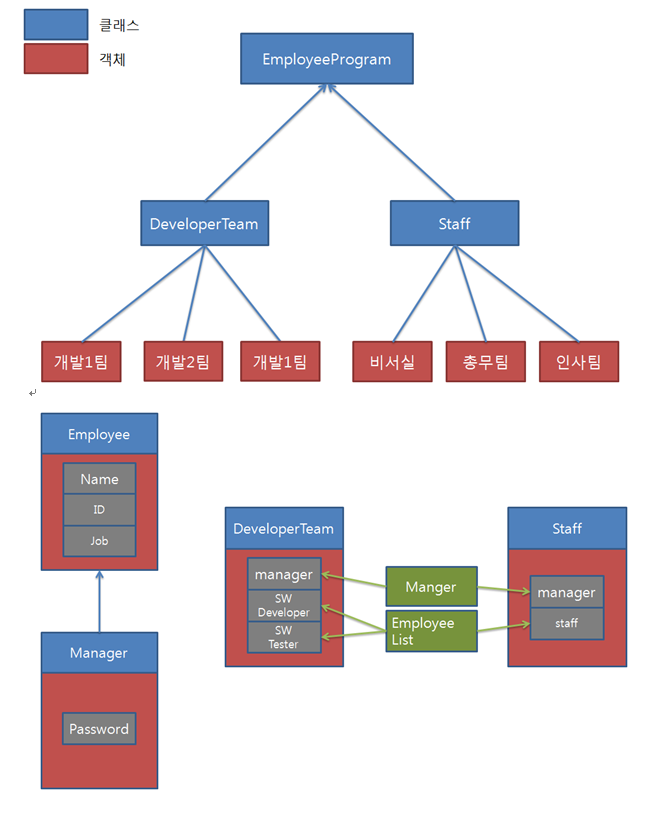 클래스
객체
EmployeeProgram
DeveloperTeam
Staff
개발1팀
개발2팀
개발1팀
비서실
총무팀
인사팀
Employee
Name
ID
Job
Manager
Password
DeveloperTeam
manager
SW
Developer
SW
Tester
Manger
Employee
List
Staff
manager
staff